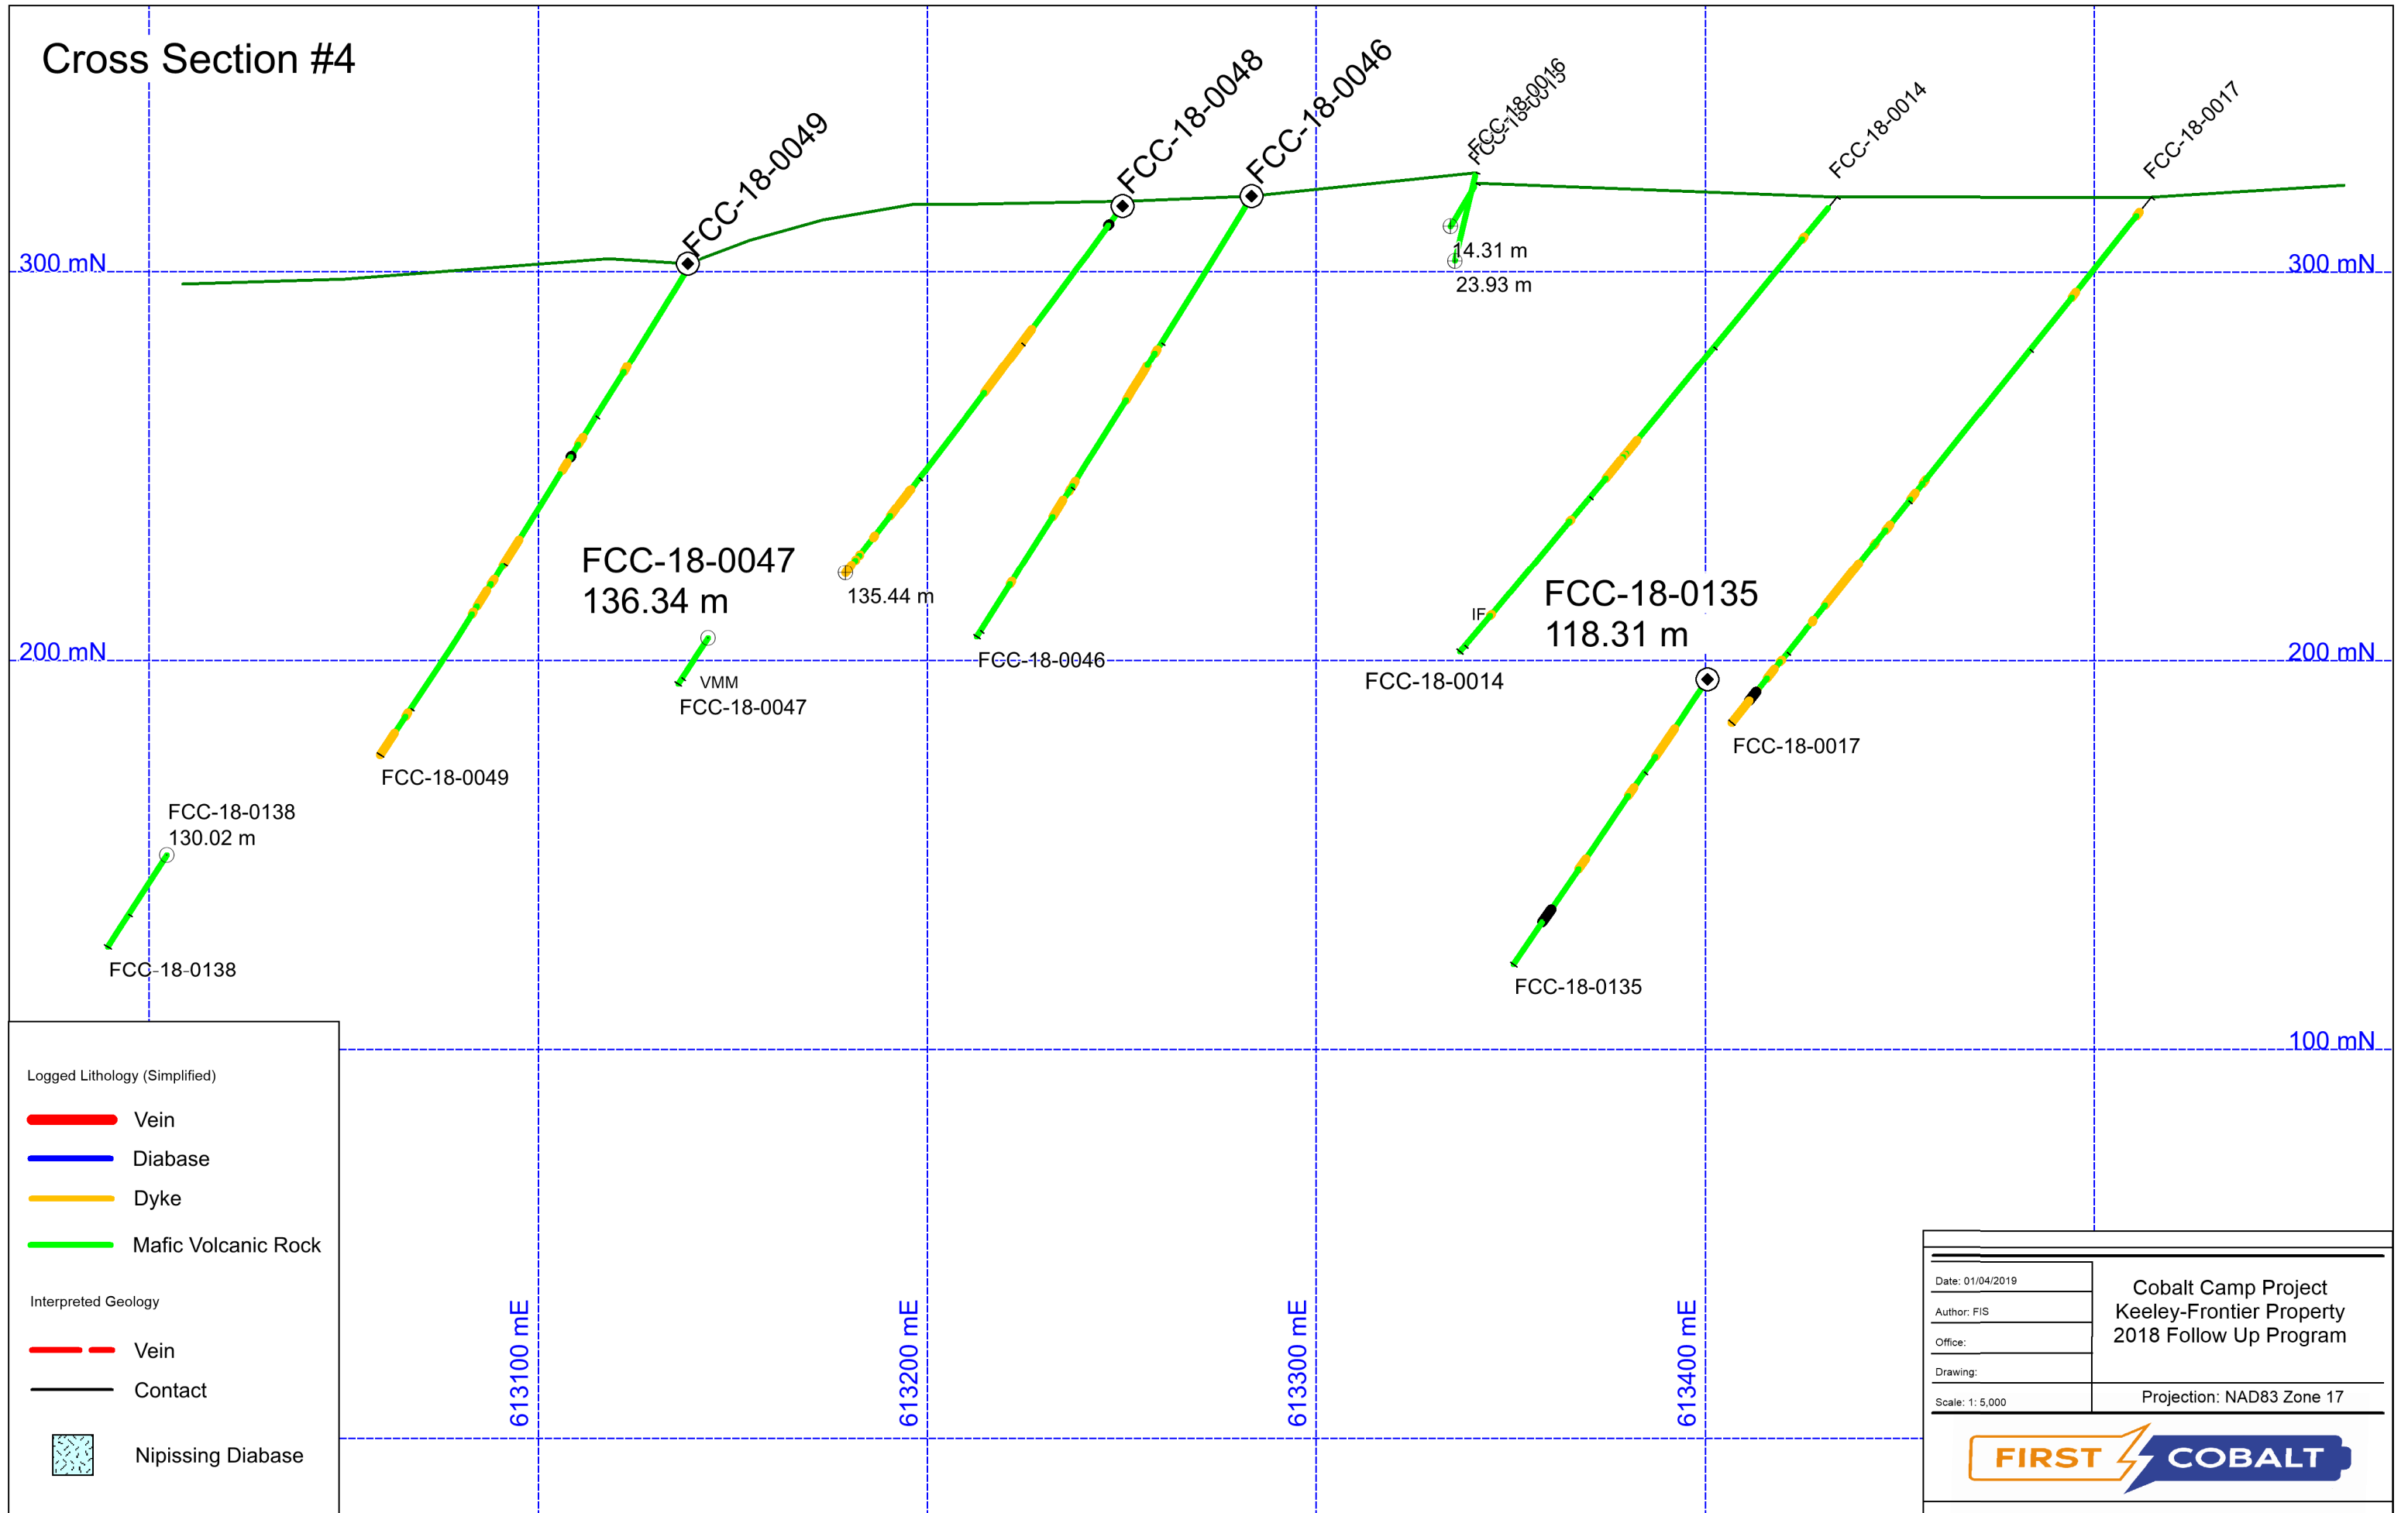 Cross Section #4
FCC-18-0049
FCC-18-0048
FCC-18-0046
FCC-18-0016
FCC-18-0015
FCC-18-0014
FCC-18-0017
300 mN
300 mN
14.31 m
23.93 m
FCC-18-0047
136.34 m
135.44 m
FCC-18-0135
118.31 m
IF
200 mN
200 mN
FCC-18-0046
VMM
FCC-18-0047
FCC-18-0014
FCC-18-0017
FCC-18-0049
FCC-18-0138
130.02 m
FCC-18-0138
FCC-18-0135
100 mN
Logged Lithology (Simplified)
Vein
Diabase
Dyke
Mafic Volcanic Rock
Interpreted Geology
Vein
Contact
Nipissing Diabase
613100 mE
613200 mE
613300 mE
613400 mE
Date: 01/04/2019
Author: FIS
Office:
Drawing:
Scale: 1: 5,000
Cobalt Camp Project
Keeley-Frontier Property
2018 Follow Up Program
Projection: NAD83 Zone 17
FIRST COBALT